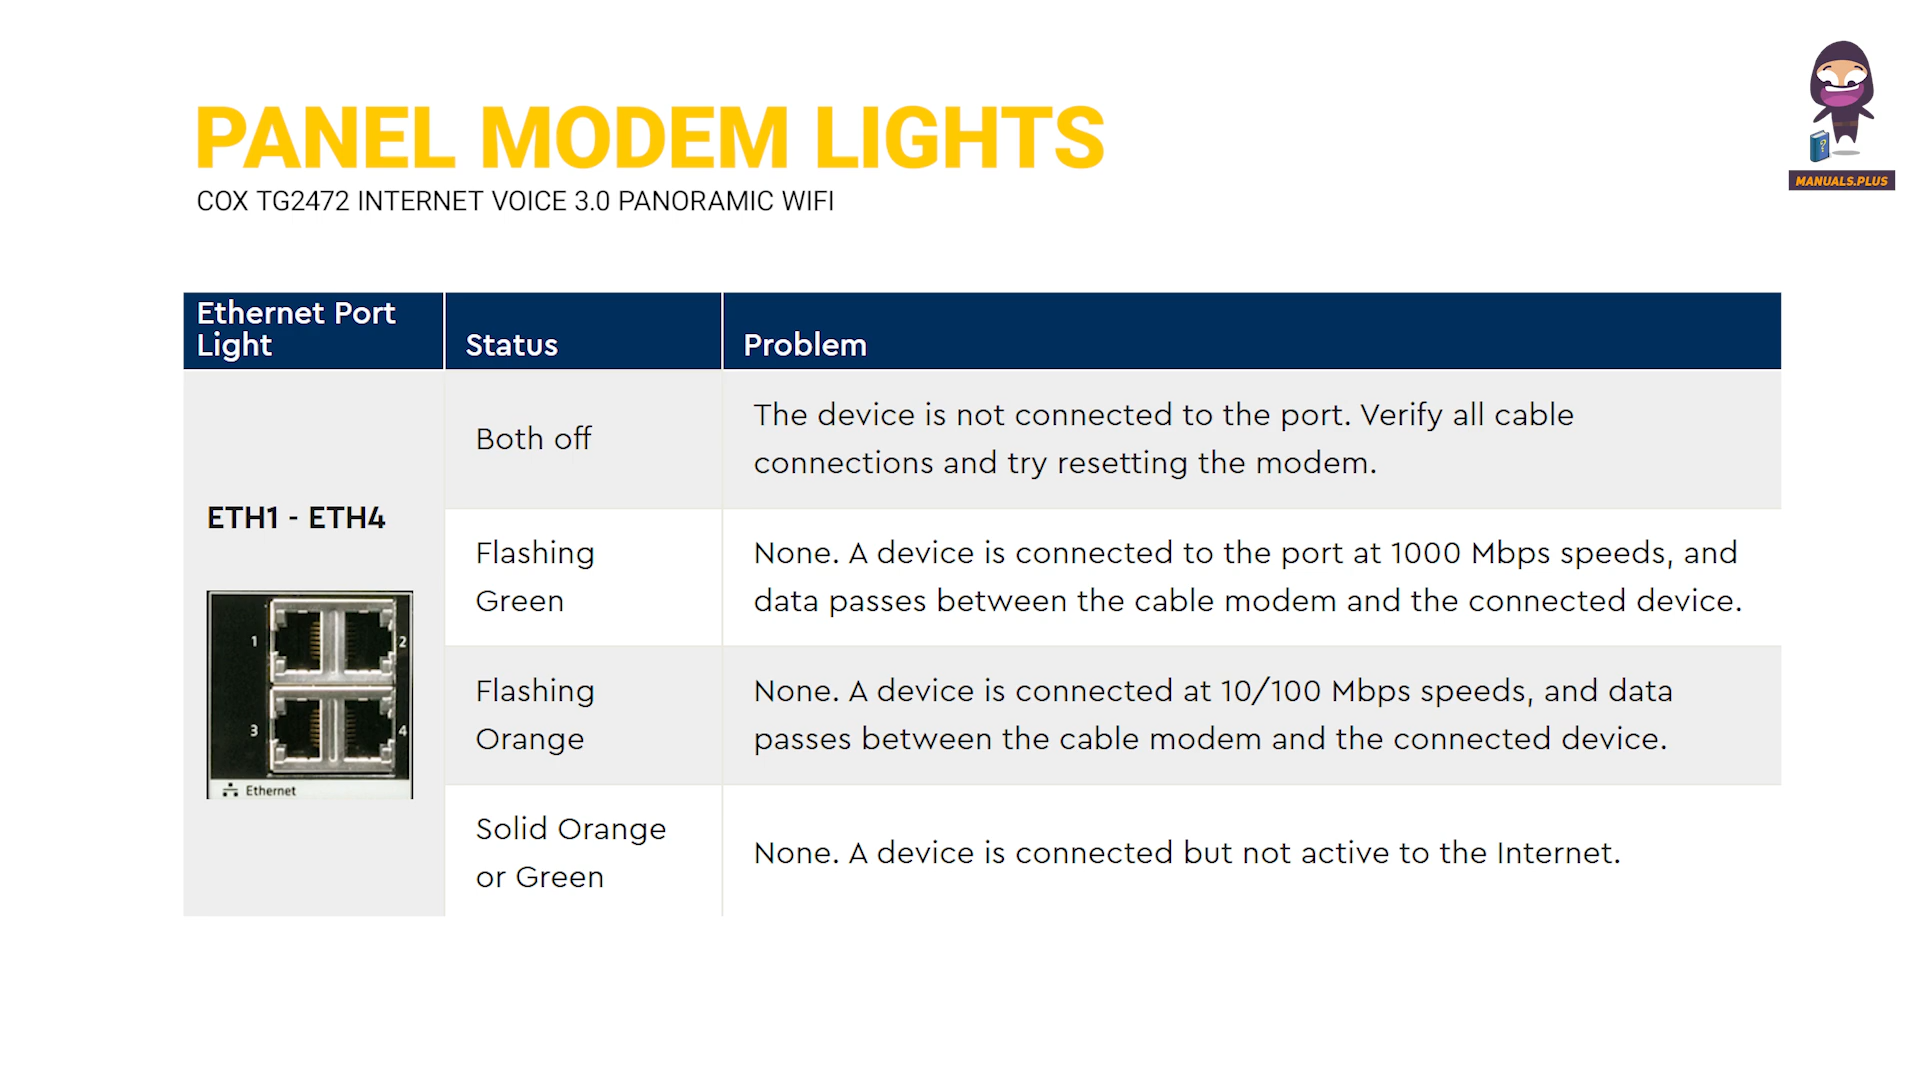 PANEL MODEM LIGHTS
COX TG2472 INTERNET VOICE 3.0 PANORAMIC WIFI
?
MANUALS.PLUS
Ethernet Port
Light
Status
Problem
ETH1 - ETH4
1
2
3
4
Ethernet
Both off
The device is not connected to the port. Verify all cable
connections and try resetting the modem.
Flashing
Green
None. A device is connected to the port at 1000 Mbps speeds, and
data passes between the cable modem and the connected device.
Flashing
Orange
None. A device is connected at 10/100 Mbps speeds, and data
passes between the cable modem and the connected device.
Solid Orange
or Green
None. A device is connected but not active to the Internet.